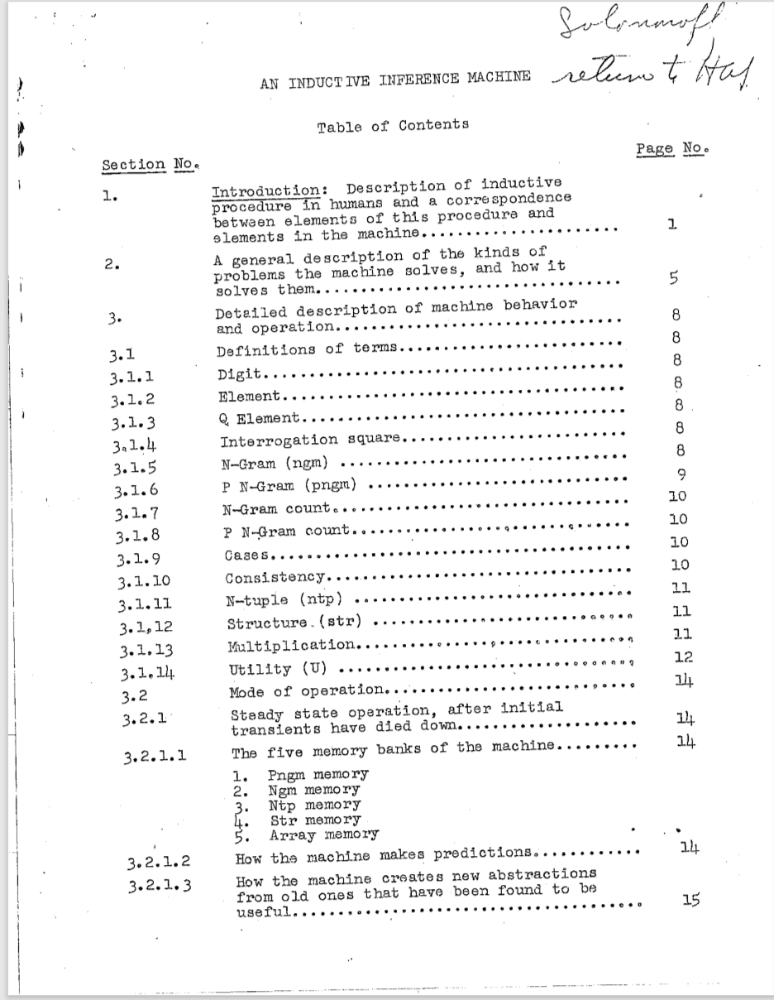 Solomonoff
return to
AN INDUCTIVE INFERENCE MACHINE
Table of Contents
Page No.
Section No.
1. Introduction: Description of inductive
procedure in humans and a correspondence
between elements of this procedure and
elements in the machine...................... 1
2. A general description of the kinds of
problems the machine solves, and how it
solves them.................................. 5
3. Detailed description of machine behavior
and operation................................ 8
3.1 Definitions of terms......................... 8
3.1.1 Digit........................................ 8
3.1.2 Element...................................... 8
3.1.3 Q Element.................................... 8
3.1.4 Interrogation square......................... 8
3.1.5 N-Gram (ngm) ................................ 8
3.1.6 P N-Gram (pngm) ............................. 9
3.1.7 N-Gram count................................. 10
3.1.8 P N-Gram count............................... 10
3.1.9 Cases........................................ 10
3.1.10 Consistency.................................. 10
3.1.11 N-tuple (ntp) ............................... 11
3.1.12 Structure (str) ............................. 11
3.1.13 Multiplication............................... 11
3.1.14 Utility (U) ................................. 12
3.2 Mode of operation............................ 14
3.2.1 Steady state operation, after initial
transients have died down.................... 14
3.2.1.1 The five memory banks of the machine......... 14
1. Pngm memory
2. Ngm memory
3. Ntp memory
4. Str memory
5. Array memory
3.2.1.2 How the machine makes predictions............ 14
3.2.1.3 How the machine creates new abstractions
from old ones that have been found to be
useful....................................... 15